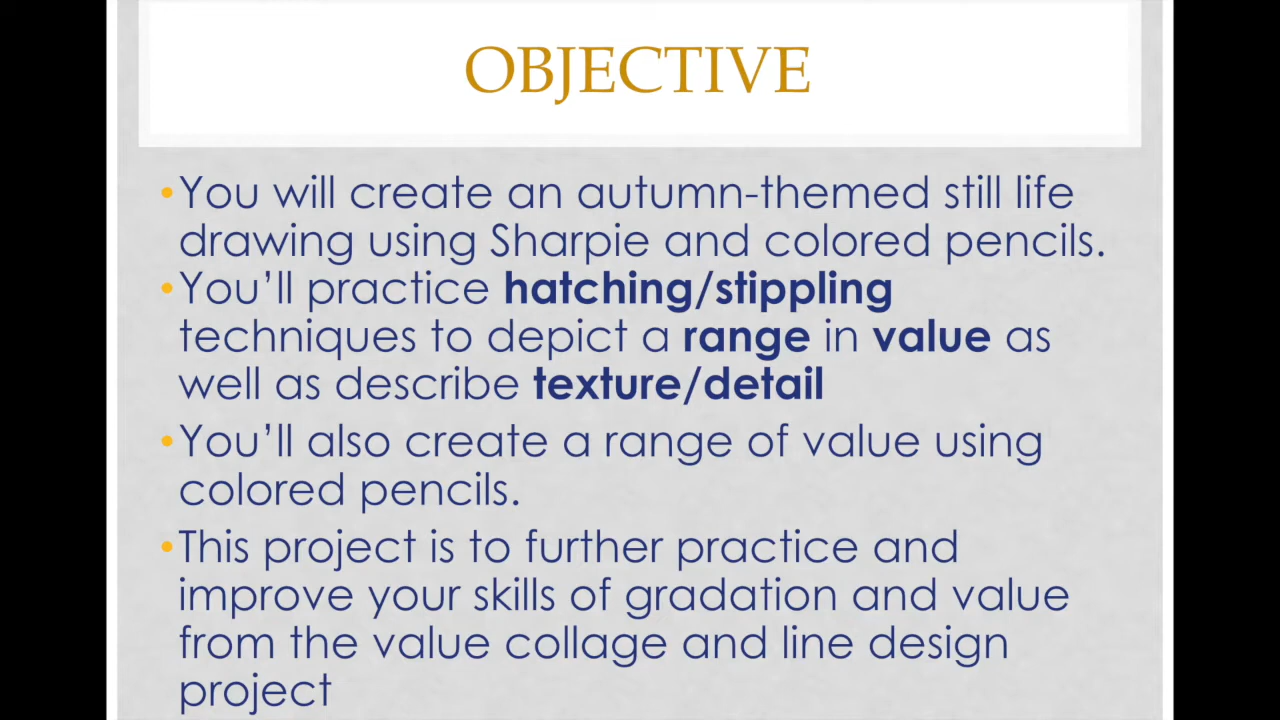 OBJECTIVE
•You will create an autumn-themed still life
drawing using Sharpie and colored pencils.
•You’ll practice hatching/stippling
techniques to depict a range in value as
well as describe texture/detail
•You’ll also create a range of value using
colored pencils.
•This project is to further practice and
improve your skills of gradation and value
from the value collage and line design
project